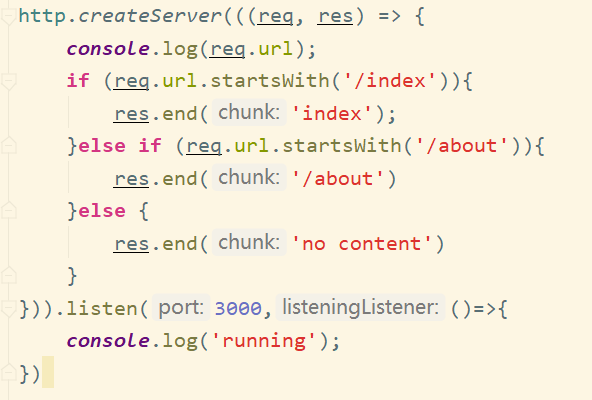 http.createServer(((req, res) => {
    console.log(req.url);
    if (req.url.startsWith('/index')){
        res.end( chunk: 'index');
    }else if (req.url.startsWith('/about')){
        res.end( chunk: '/about')
    }else {
        res.end( chunk: 'no content')
    }
})).listen( port: 3000, listeningListener: ()=>{
    console.log('running');
})